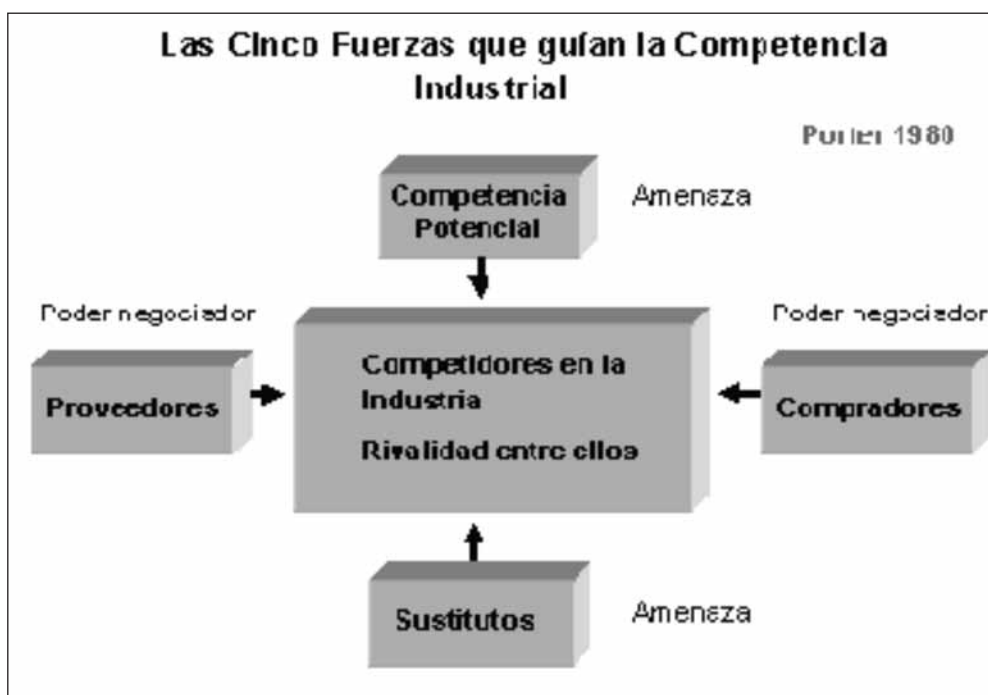 Las Cinco Fuerzas que guían la Competencia
Industrial
Porter 1980
Competencia
Potencial
Amenaza
Poder negociador
Poder negociador
Proveedores
Competidores en la
Industria
Rivalidad entre ellos
Compradores
Sustitutos
Amenaza